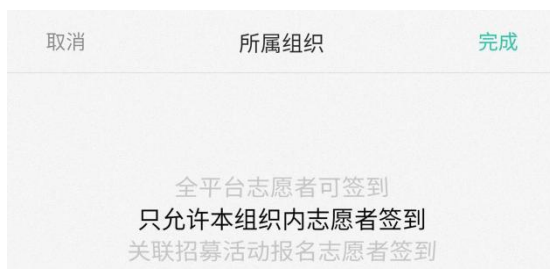 取消 所属组织 完成
全平台志愿者可签到
只允许本组织内志愿者签到
关联招募活动报名志愿者签到